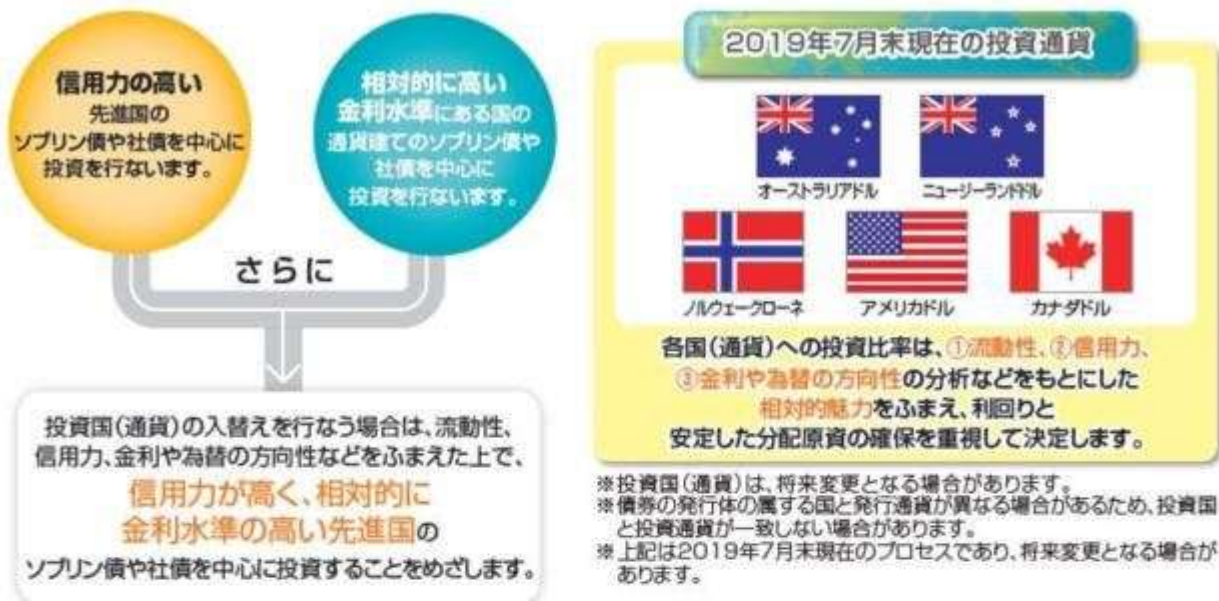 信用力の高い
先進国の
ソブリン債や社債を中心に
投資を行ないます。
相対的に高い
金利水準にある国の
通貨建てのソブリン債や
社債を中心に
投資を行ないます。
さらに
投資国(通貨)の入替えを行なう場合は、流動性、
信用力、金利や為替の方向性などをふまえた上で、
信用力が高く、相対的に
金利水準の高い先進国の
ソブリン債や社債を中心に投資することをめざします。
2019年7月末現在の投資通貨
オーストラリアドル
ニュージーランドドル
ノルウェークローネ
アメリカドル
カナダドル
各国(通貨)への投資比率は、①流動性、②信用力、
③金利や為替の方向性の分析などをもとにした
相対的魅力をふまえ、利回りと
安定した分配原資の確保を重視して決定します。
※投資国(通貨)は、将来変更となる場合があります。
※債券の発行体の属する国と発行通貨が異なる場合があるため、投資国
と投資通貨が一致しない場合があります。
※上記は2019年7月末現在のプロセスであり、将来変更となる場合が
あります。